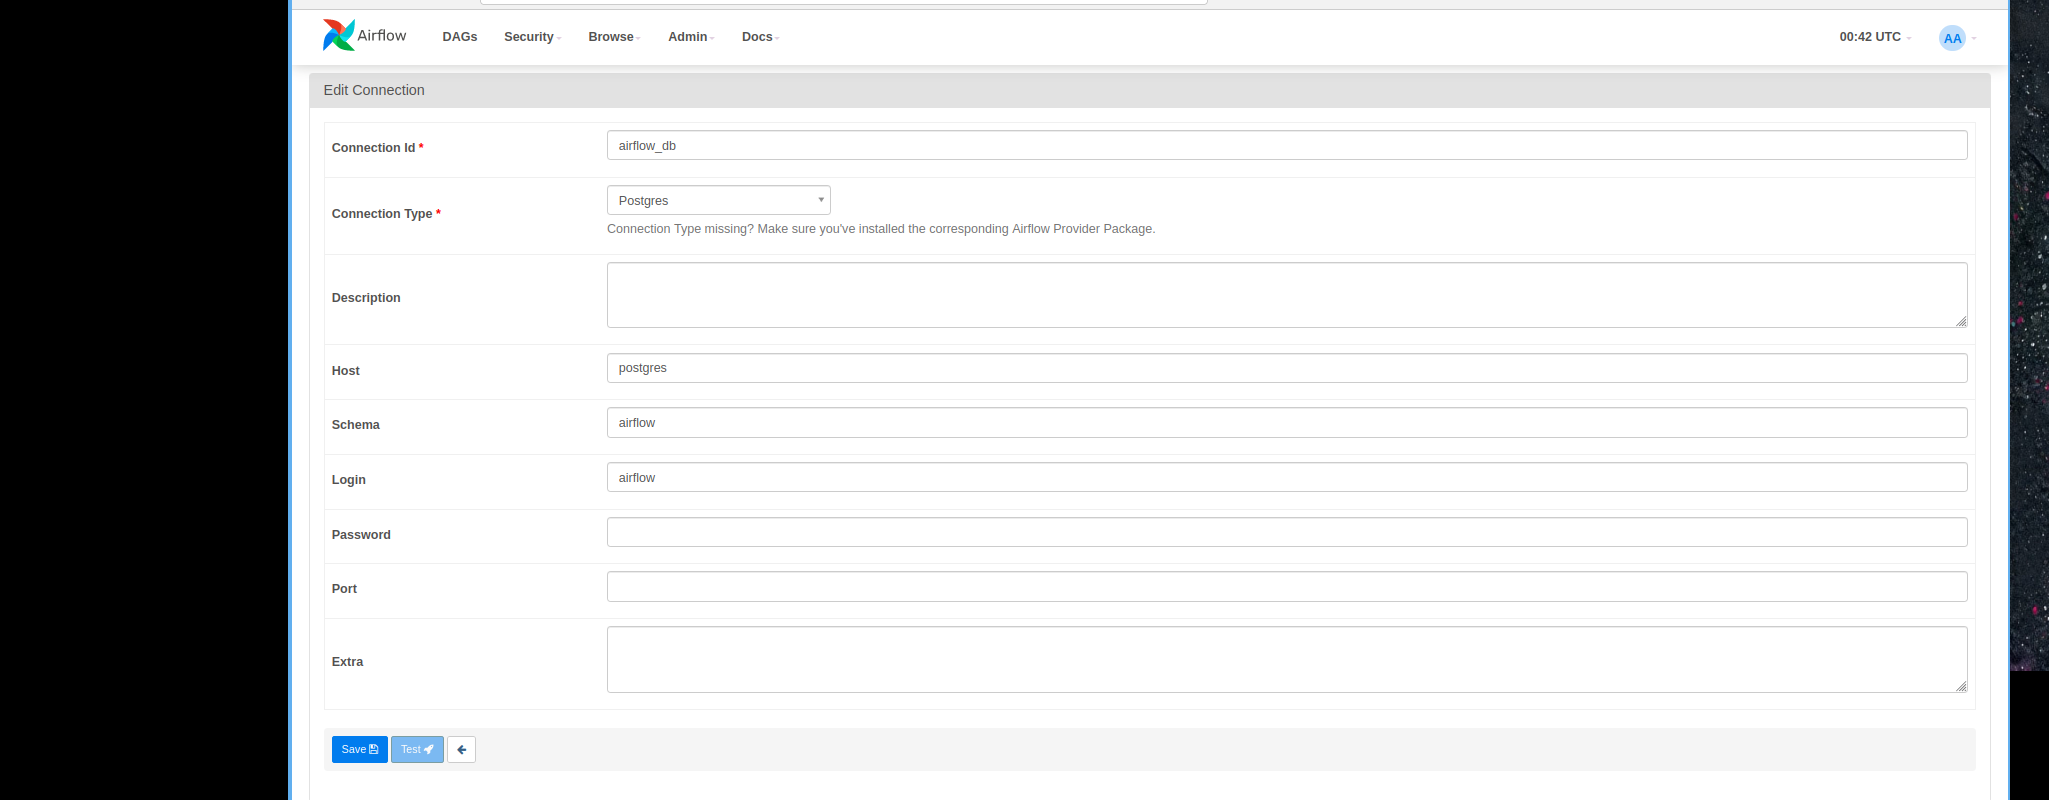 Airflow DAGs Security Browse Admin Docs 00:42 UTC AA
Edit Connection
Connection Id * airflow_db
Connection Type * Postgres
Connection Type missing? Make sure you've installed the corresponding Airflow Provider Package.
Description
Host postgres
Schema airflow
Login airflow
Password
Port
Extra
Save Test